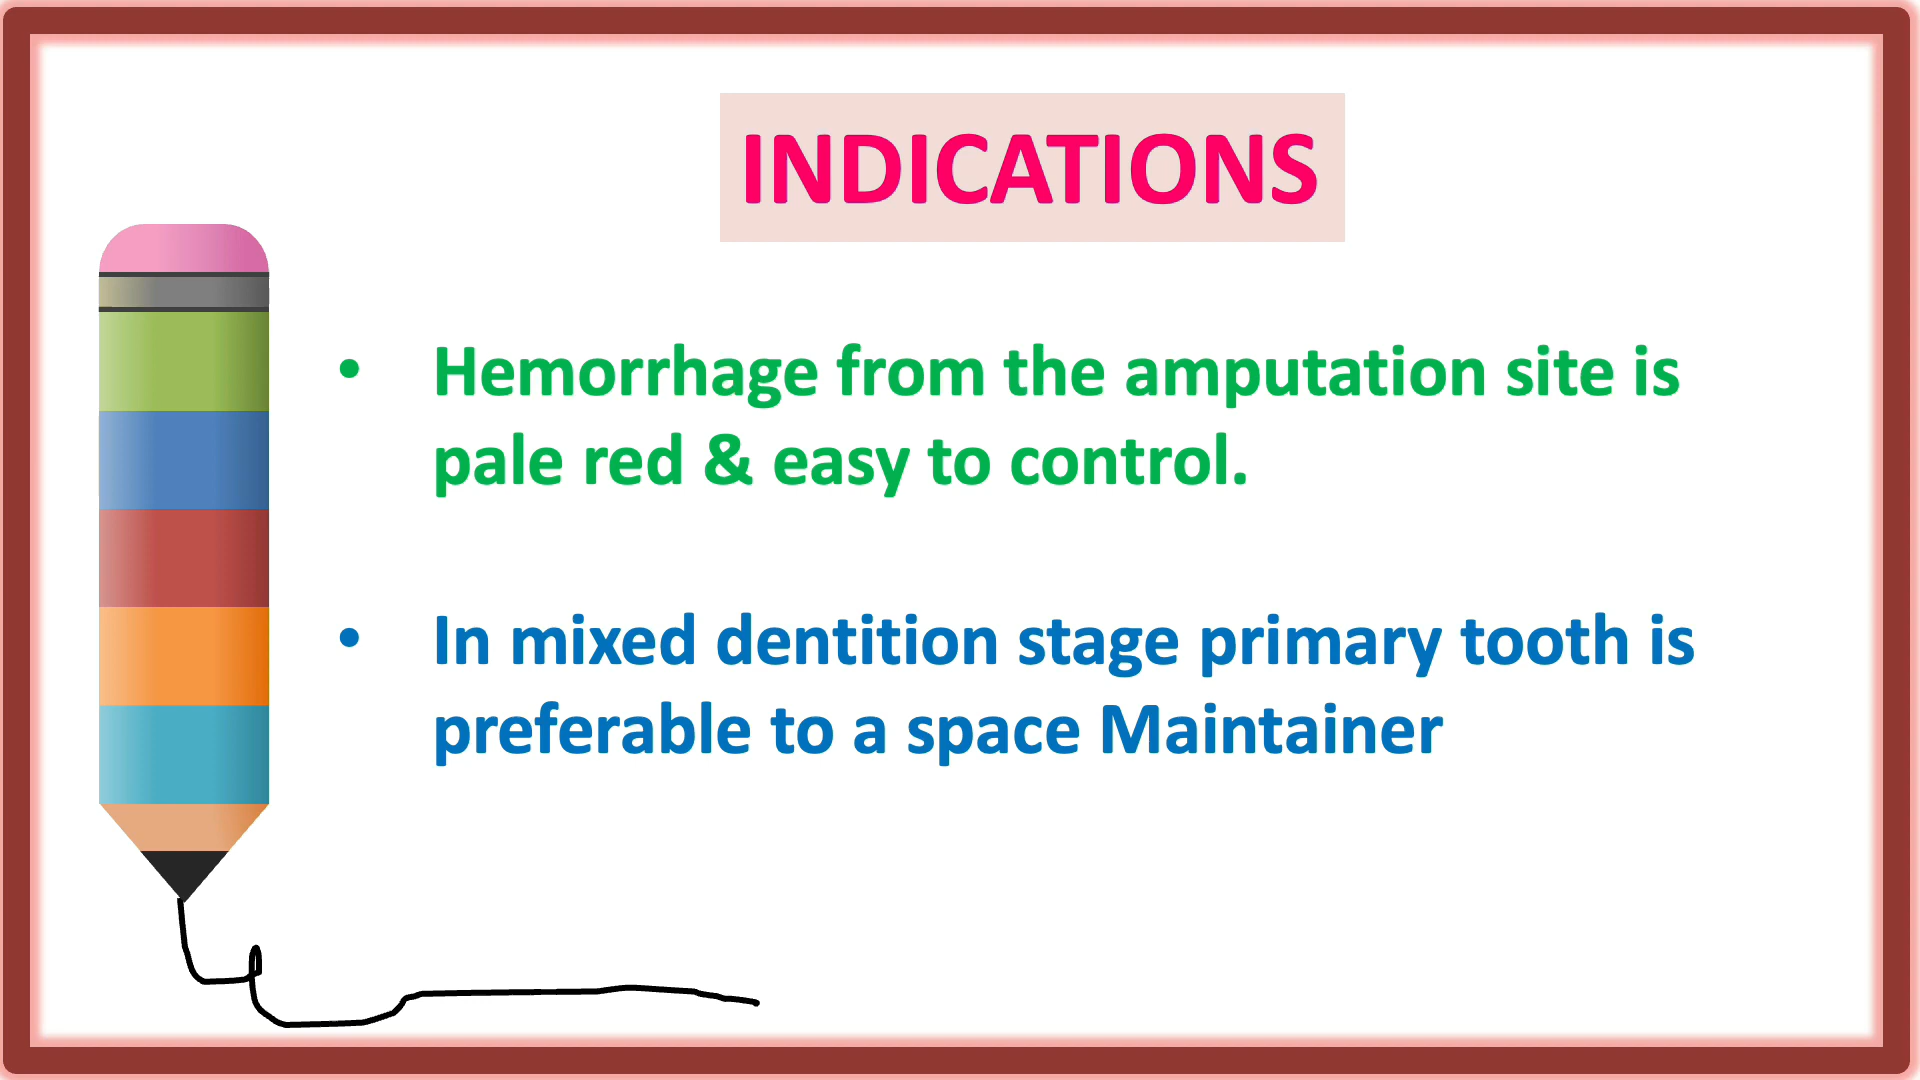 INDICATIONS
• Hemorrhage from the amputation site is
pale red & easy to control.
• In mixed dentition stage primary tooth is
preferable to a space Maintainer